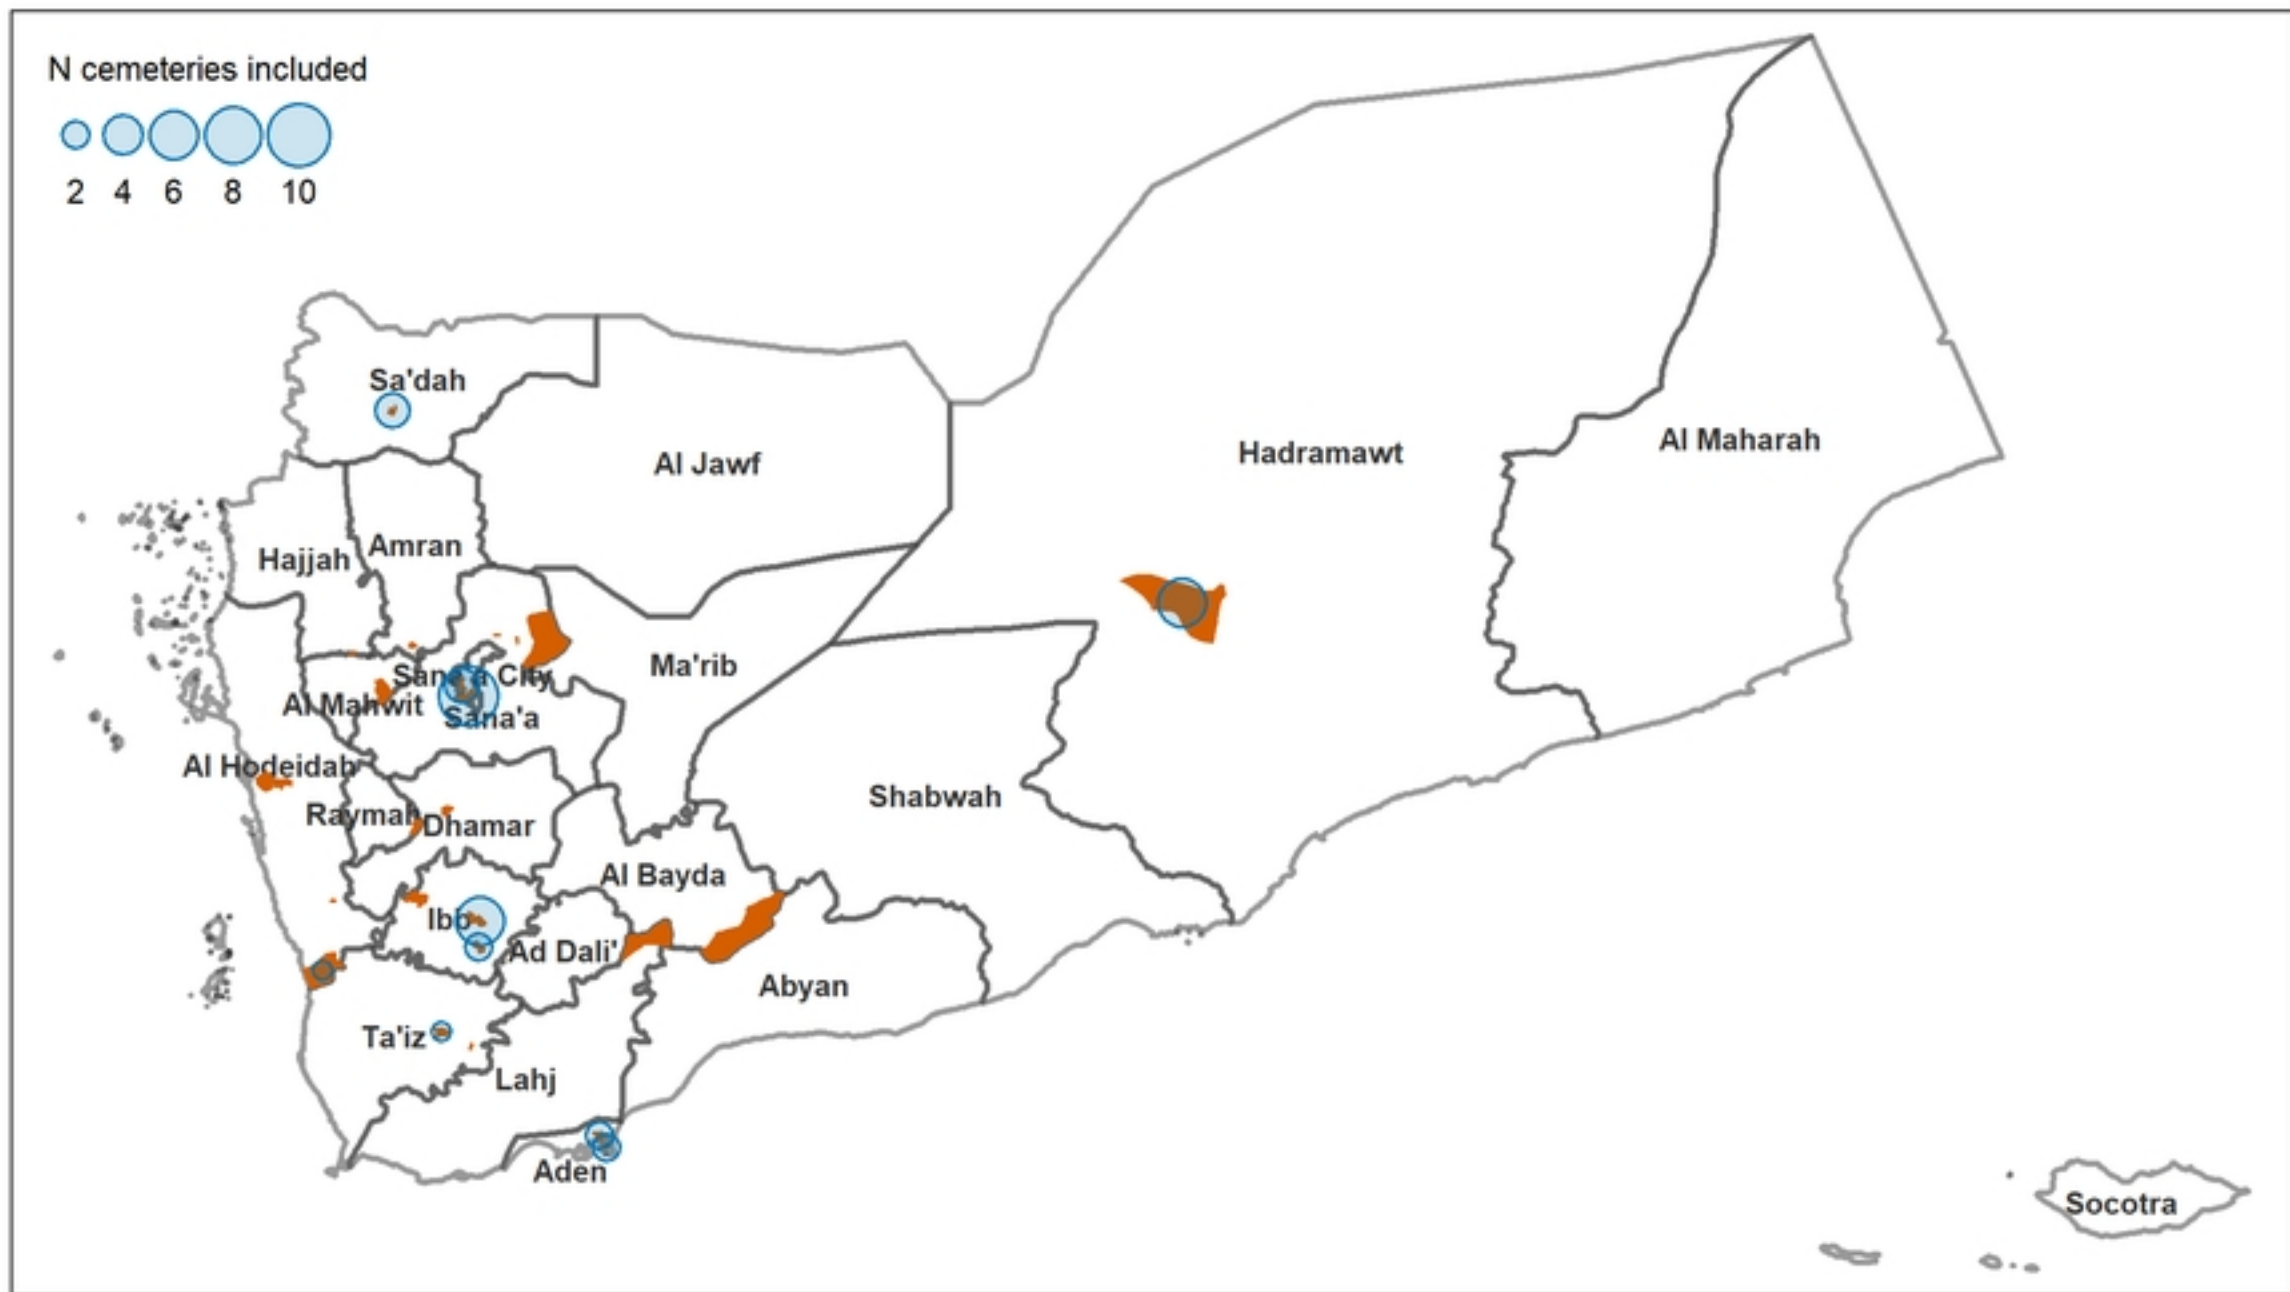 N cemeteries included
2 4 6 8 10
Sa'dah
Al Jawf
Hadramawt
Al Maharah
Hajjah
Amran
Sana'a City
Ma'rib
Al Mahwit
Sana'a
Al Hodeidah
Raymah
Dhamar
Shabwah
Al Bayda
Ibb
Ad Dali'
Abyan
Ta'iz
Lahj
Aden
Socotra